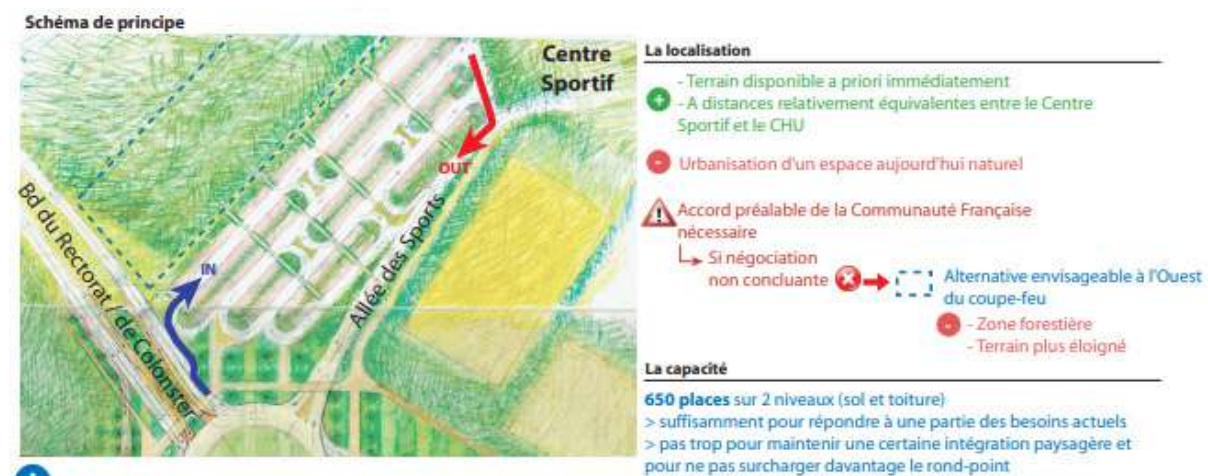 Schéma de principe
Centre
Sportif
OUT
IN
Bd du Rectorat / de Colonster
Allée des Sports
La localisation
- Terrain disponible a priori immédiatement
- A distances relativement équivalentes entre le Centre
Sportif et le CHU
Urbanisation d'un espace aujourd'hui naturel
Accord préalable de la Communauté Française
nécessaire
Si négociation
non concluante
Alternative envisageable à l'Ouest
du coupe-feu
- Zone forestière
- Terrain plus éloigné
La capacité
650 places sur 2 niveaux (sol et toiture)
> suffisamment pour répondre à une partie des besoins actuels
> pas trop pour maintenir une certaine intégration paysagère et
pour ne pas surcharger davantage le rond-point